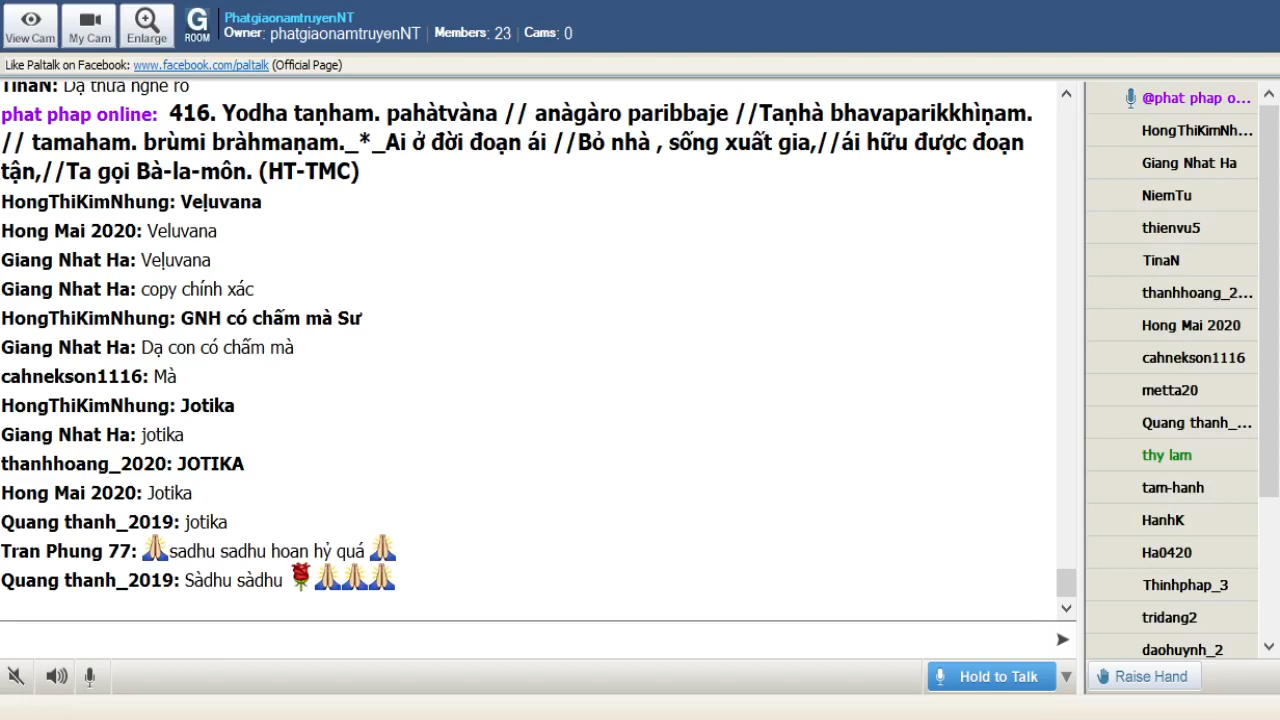 View Cam
My Cam
Enlarge
G
ROOM
PhatgiaonamtruyenNT
Owner: phatgiaonamtruyenNT | Members: 23 | Cams: 0
Like Paltalk on Facebook: www.facebook.com/paltalk (Official Page)
TinaN: Dạ thưa nghe rõ
phat phap online: 416. Yodha taṇham. pahàtvàna // anàgàro paribbaje //Taṇhà bhavaparikkhìṇam.
// tamaham. brùmi bràhmaṇam._*_Ai ở đời đoạn ái //Bỏ nhà , sống xuất gia,//ái hữu được đoạn
tận,//Ta gọi Bà-la-môn. (HT-TMC)
HongThiKimNhung: Veḷuvana
Hong Mai 2020: Veluvana
Giang Nhat Ha: Veḷuvana
Giang Nhat Ha: copy chính xác
HongThiKimNhung: GNH có chấm mà Sư
Giang Nhat Ha: Dạ con có chấm mà
cahnekson1116: Mà
HongThiKimNhung: Jotika
Giang Nhat Ha: jotika
thanhhoang_2020: JOTIKA
Hong Mai 2020: Jotika
Quang thanh_2019: jotika
Tran Phung 77: 🙏sadhu sadhu hoan hỷ quá 🙏
Quang thanh_2019: Sàdhu sàdhu 🌹🙏🙏🙏
@phat phap o...
HongThiKimNh...
Giang Nhat Ha
NiemTu
thienvu5
TinaN
thanhhoang_2...
Hong Mai 2020
cahnekson1116
metta20
Quang thanh_...
thy lam
tam-hanh
HanhK
Ha0420
Thinhphap_3
tridang2
daohuynh_2
Hold to Talk
Raise Hand